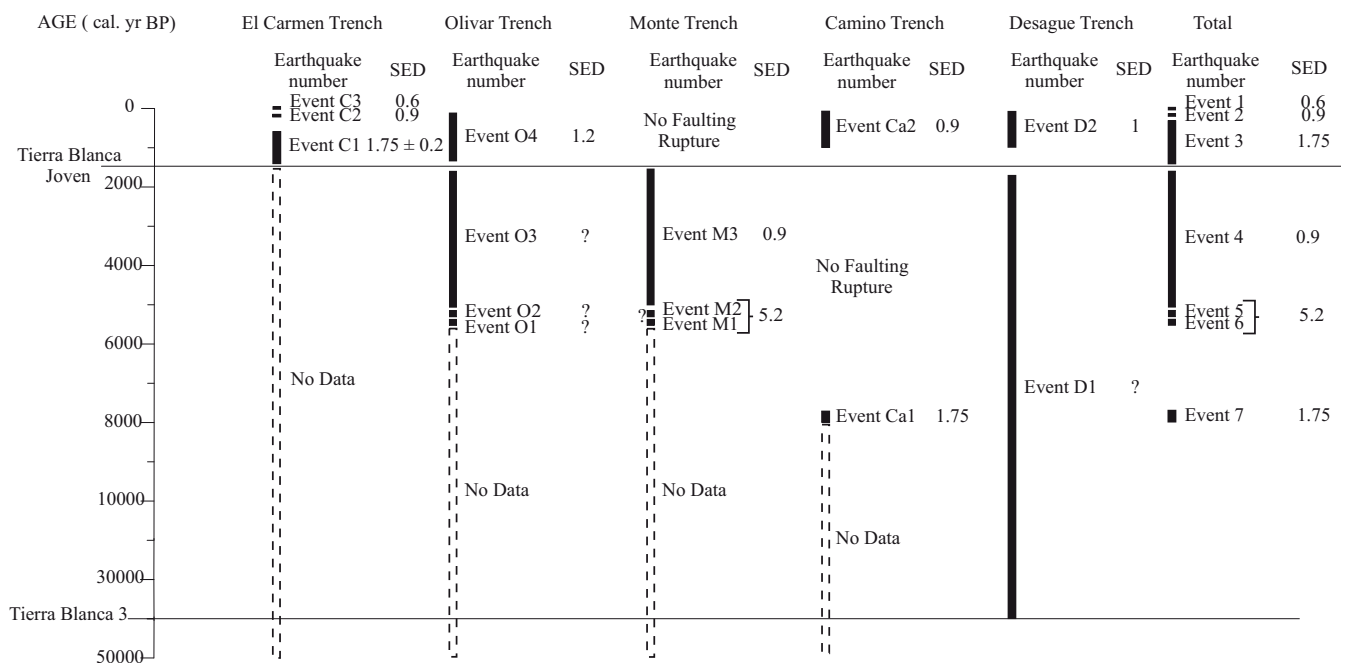 AGE ( cal. yr BP) El Carmen Trench Olivar Trench Monte Trench Camino Trench Desague Trench Total
Earthquake number SED Earthquake number SED Earthquake number SED Earthquake number SED Earthquake number SED Earthquake number SED
0
Event C3 0.6
Event C2 0.9
Event C1 1.75 ± 0.2
Event O4 1.2
No Faulting
Rupture
Event Ca2 0.9
Event D2 1
Event 1 0.6
Event 2 0.9
Event 3 1.75
Tierra Blanca
Joven
2000
Event O3 ?
Event M3 0.9
Event 4 0.9
4000
No Faulting
Rupture
Event O2 ?
Event O1 ?
? Event M2
Event M1 5.2
Event 5
Event 6 5.2
6000
No Data
Event D1 ?
8000
Event Ca1 1.75
Event 7 1.75
No Data
No Data
10000
No Data
30000
Tierra Blanca 3
50000